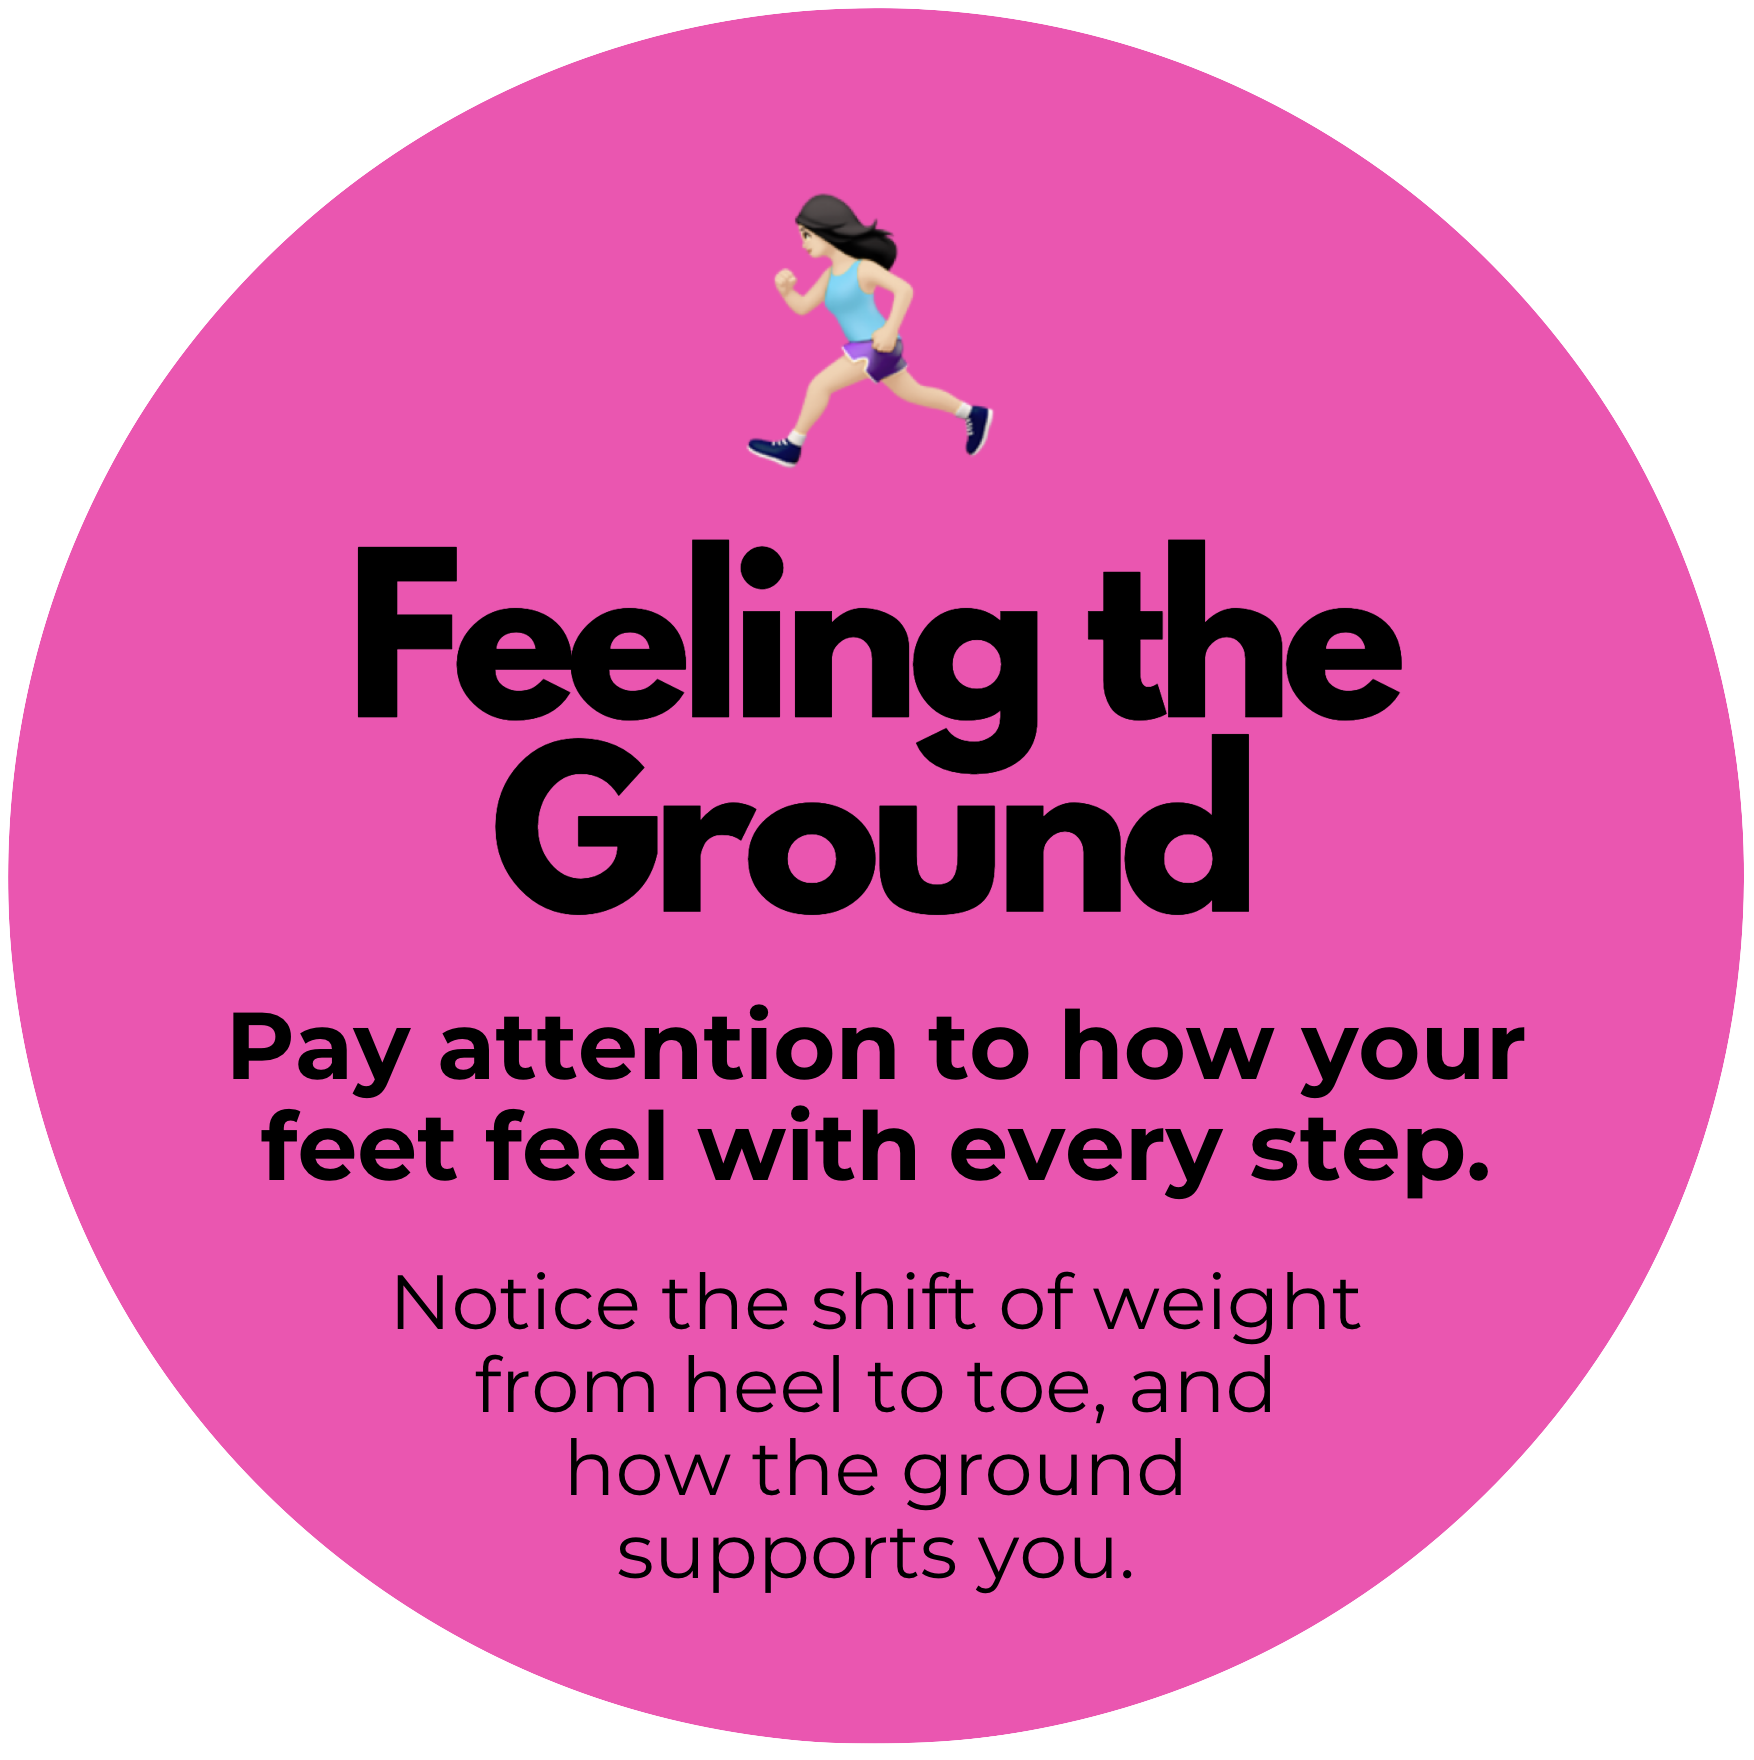 Feeling the
Ground
Pay attention to how your
feet feel with every step.
Notice the shift of weight
from heel to toe, and
how the ground
supports you.